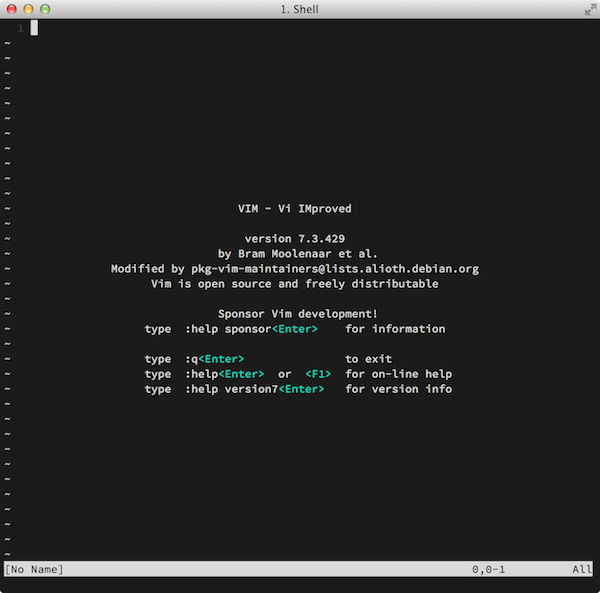 1. Shell
1
~
~
~
~
~
~
~
~
~
~
~
~ VIM - Vi IMproved
~
~ version 7.3.429
~ by Bram Moolenaar et al.
~ Modified by pkg-vim-maintainers@lists.alioth.debian.org
~ Vim is open source and freely distributable
~
~ Sponsor Vim development!
~ type :help sponsor<Enter> for information
~
~ type :q<Enter> to exit
~ type :help<Enter> or <F1> for on-line help
~ type :help version7<Enter> for version info
~
~
~
~
~
~
~
~
~
~
~
[No Name] 0,0-1 All